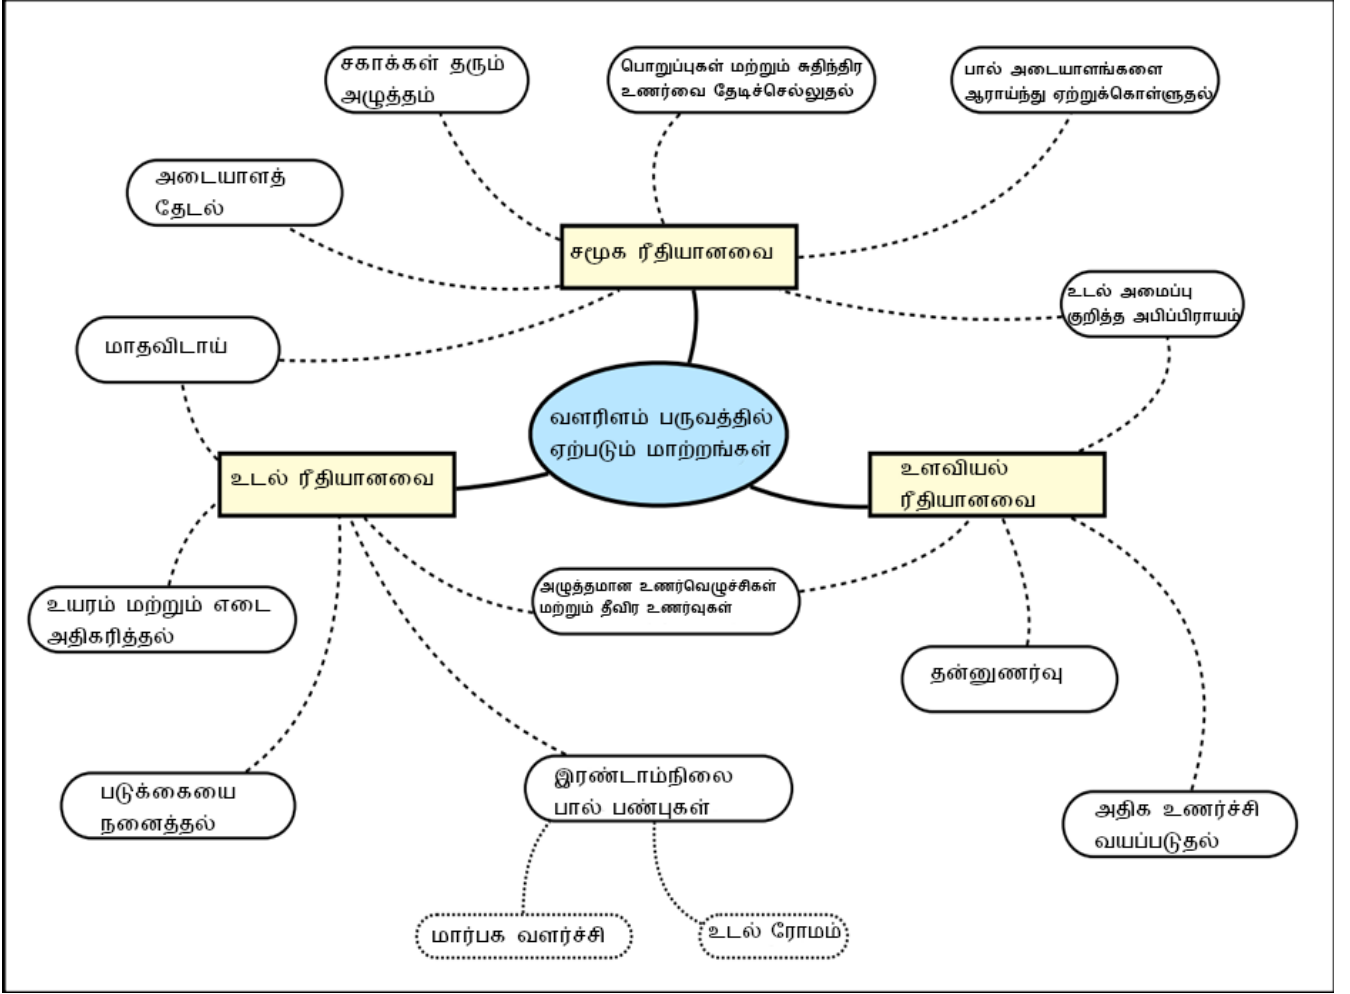 சகாக்கள் தரும்
அழுத்தம்
பொறுப்புகள் மற்றும் சுதிந்திர
உணர்வை தேடிச்செல்லுதல்
பால் அடையாளங்களை
ஆராய்ந்து ஏற்றுக்கொள்ளுதல்
அடையாளத்
தேடல்
சமூக ரீதியானவை
உடல் அமைப்பு
குறித்த அபிப்பிராயம்
மாதவிடாய்
வளரிளம் பருவத்தில்
ஏற்படும் மாற்றங்கள்
உடல் ரீதியானவை
உளவியல்
ரீதியானவை
அழுத்தமான உணர்வெழுச்சிகள்
மற்றும் தீவிர உணர்வுகள்
உயரம் மற்றும் எடை
அதிகரித்தல்
தன்னுணர்வு
படுக்கையை
நனைத்தல்
இரண்டாம்நிலை
பால் பண்புகள்
அதிக உணர்ச்சி
வயப்படுதல்
மார்பக வளர்ச்சி
உடல் ரோமம்